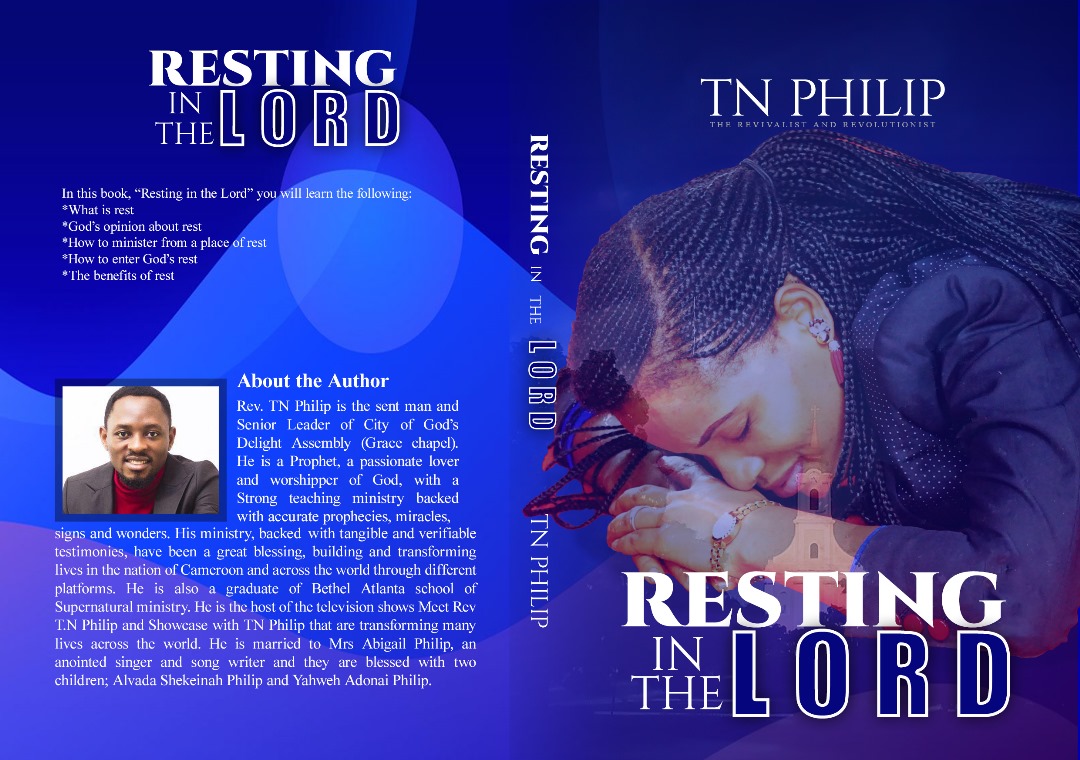 RESTING
IN
THE LORD
In this book, “Resting in the Lord” you will learn the following:
*What is rest
*God’s opinion about rest
*How to minister from a place of rest
*How to enter God’s rest
*The benefits of rest
About the Author
Rev. TN Philip is the sent man and
Senior Leader of City of God’s
Delight Assembly (Grace chapel).
He is a Prophet, a passionate lover
and worshipper of God, with a
Strong teaching ministry backed
with accurate prophecies, miracles,
signs and wonders. His ministry, backed with tangible and verifiable
testimonies, have been a great blessing, building and transforming
lives in the nation of Cameroon and across the world through different
platforms. He is also a graduate of Bethel Atlanta school of
Supernatural ministry. He is the host of the television shows Meet Rev
T.N Philip and Showcase with TN Philip that are transforming many
lives across the world. He is married to Mrs Abigail Philip, an
anointed singer and song writer and they are blessed with two
children; Alvada Shekeinah Philip and Yahweh Adonai Philip.
RESTING IN THE LORD TN PHILIP
TN PHILIP
THE REVIVALIST AND REVOLUTIONIST
RESTING
IN
THE LORD